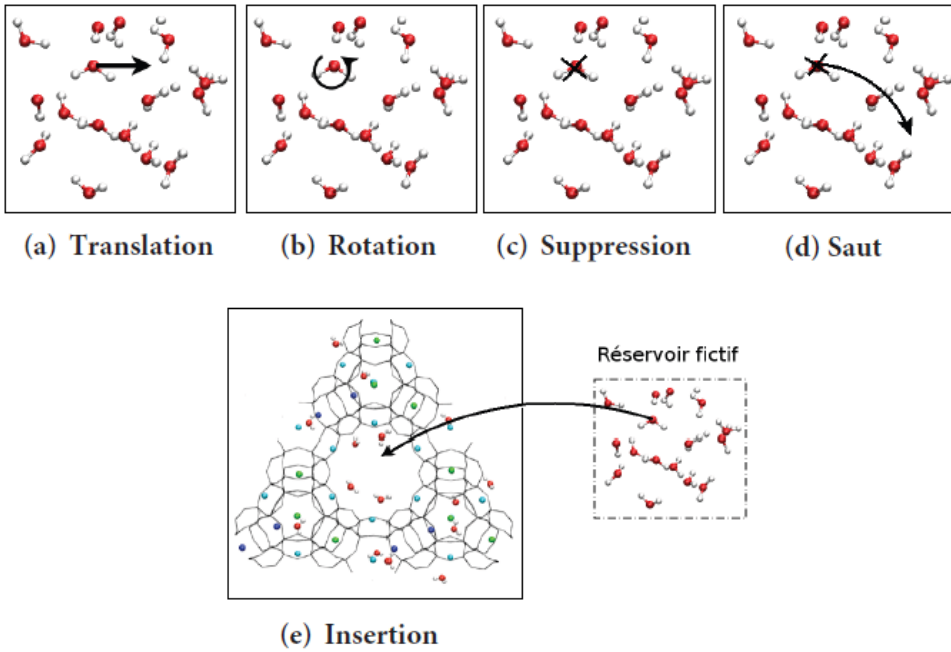 (a) Translation
(b) Rotation
(c) Suppression
(d) Saut
Réservoir fictif
(e) Insertion